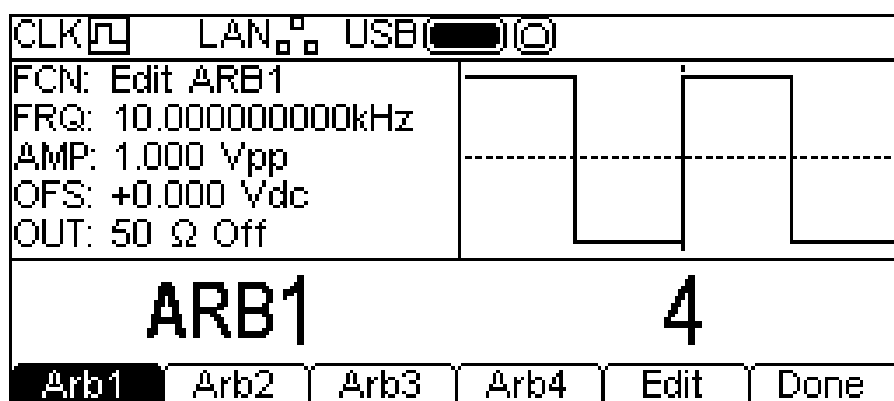 CLK LAN USB
FCN: Edit ARB1
FRQ: 10.000000000kHz
AMP: 1.000 Vpp
OFS: +0.000 Vdc
OUT: 50 Ω Off
ARB1 4
Arb1 Arb2 Arb3 Arb4 Edit Done